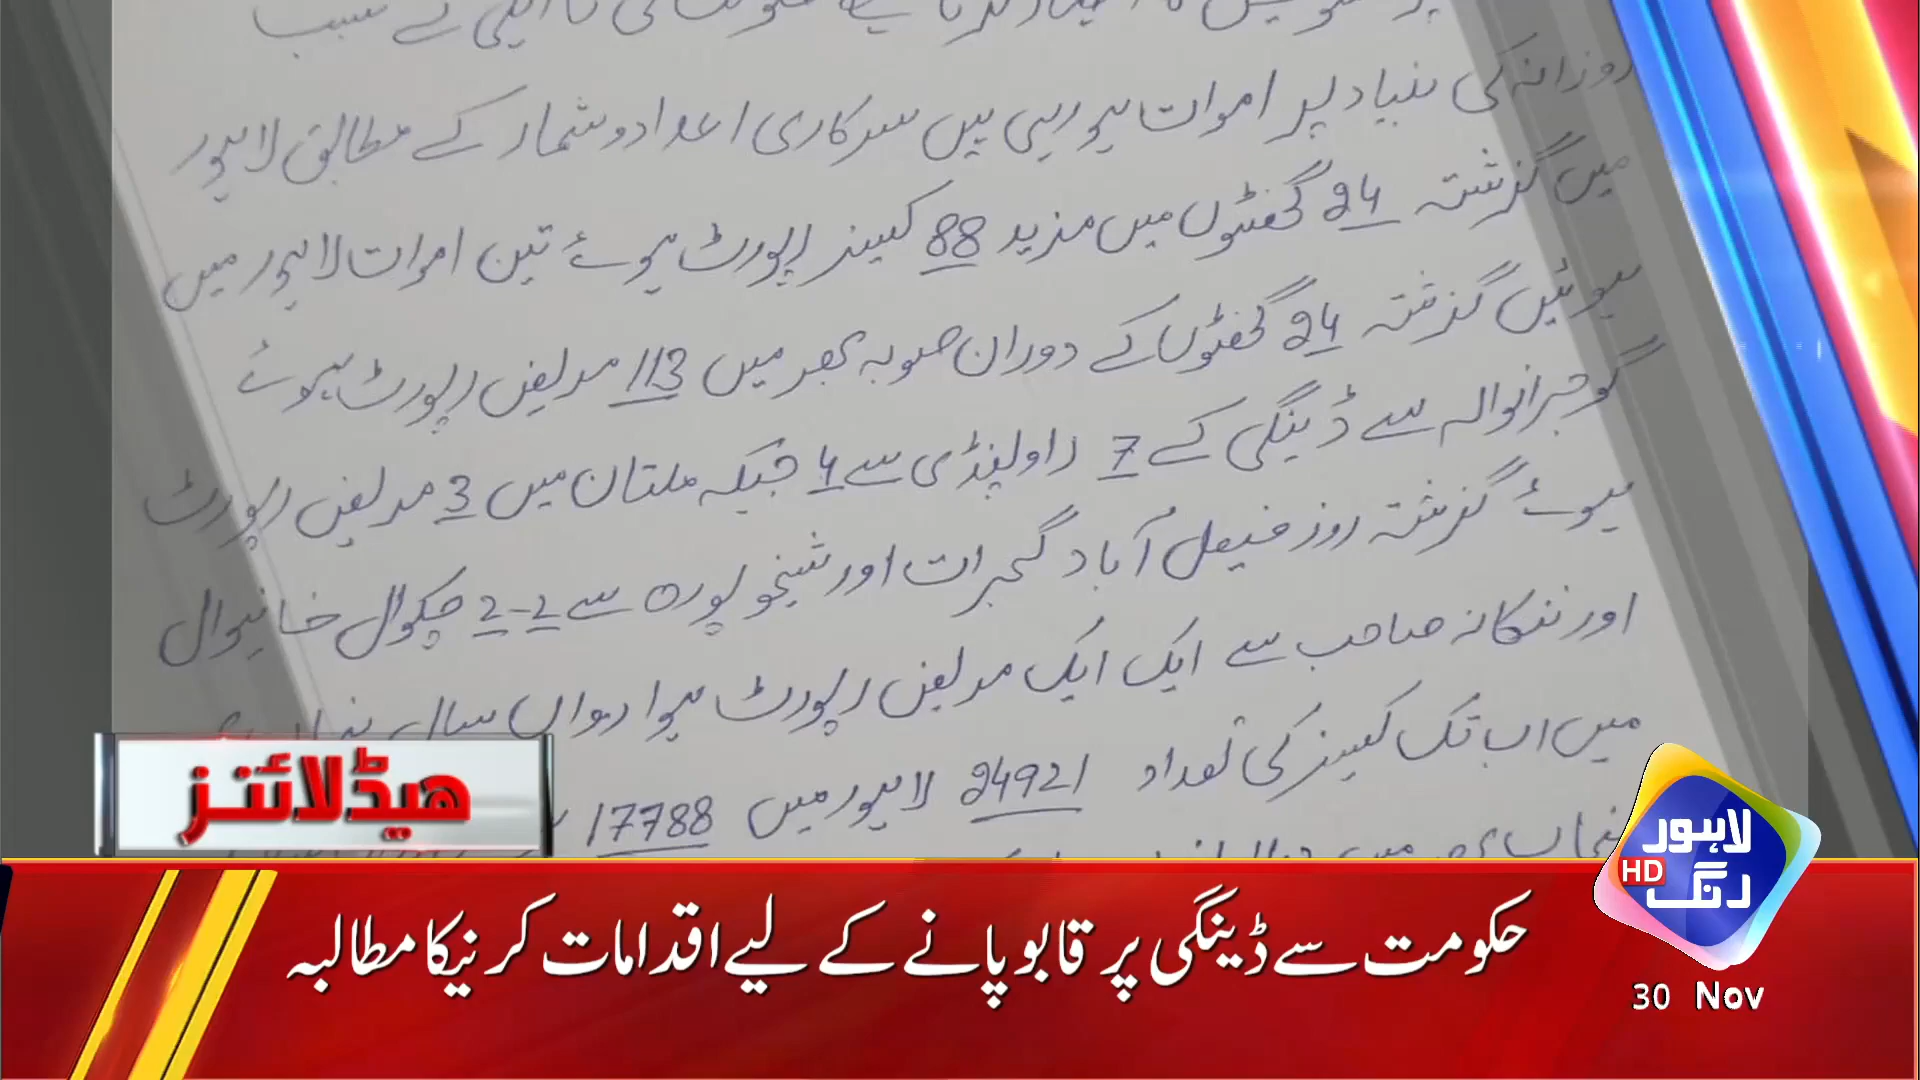 روزانہ کی بنیاد پر اموات ہو رہی ہیں سرکاری اعداد و شمار کے مطابق لاہور
میں گزشتہ 24 گھنٹوں میں مزید 88 کیسز رپورٹ ہوئے تین اموات لاہور میں
ہوئیں گزشتہ 24 گھنٹوں کے دوران صوبہ بھر میں 113 مریض رپورٹ ہوئے
گوجرانوالہ سے ڈینگی کے 7 راولپنڈی سے 4 جبکہ ملتان میں 3 مریض رپورٹ
ہوئے گزشتہ روز فیصل آباد گجرات اور شیخوپورہ سے 2-2 چکوال خانیوال
اور ننکانہ صاحب سے ایک ایک مریض رپورٹ ہوا رواں سال
میں اب تک کیسز کی تعداد 24921 لاہور میں 17788
ہیڈلائنز
لاہور
HD رنگ
حکومت سے ڈینگی پر قابو پانے کے لیے اقدامات کرنیکا مطالبہ
30 Nov